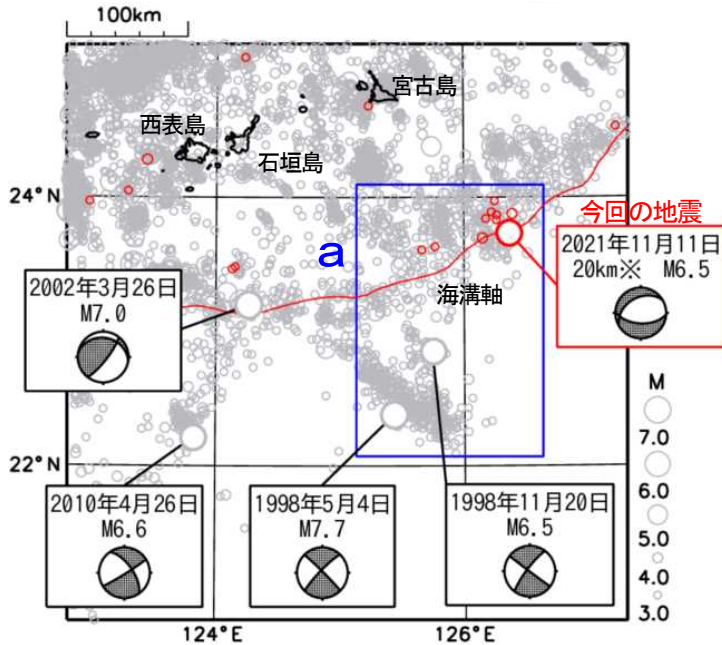 100km
宮古島
西表島
石垣島
24°N
今回の地震
2021年11月11日
20km※ M6.5
a
海溝軸
2002年3月26日
M7.0
M
7.0
6.0
5.0
4.0
3.0
22°N
2010年4月26日
M6.6
1998年5月4日
M7.7
1998年11月20日
M6.5
124°E
126°E